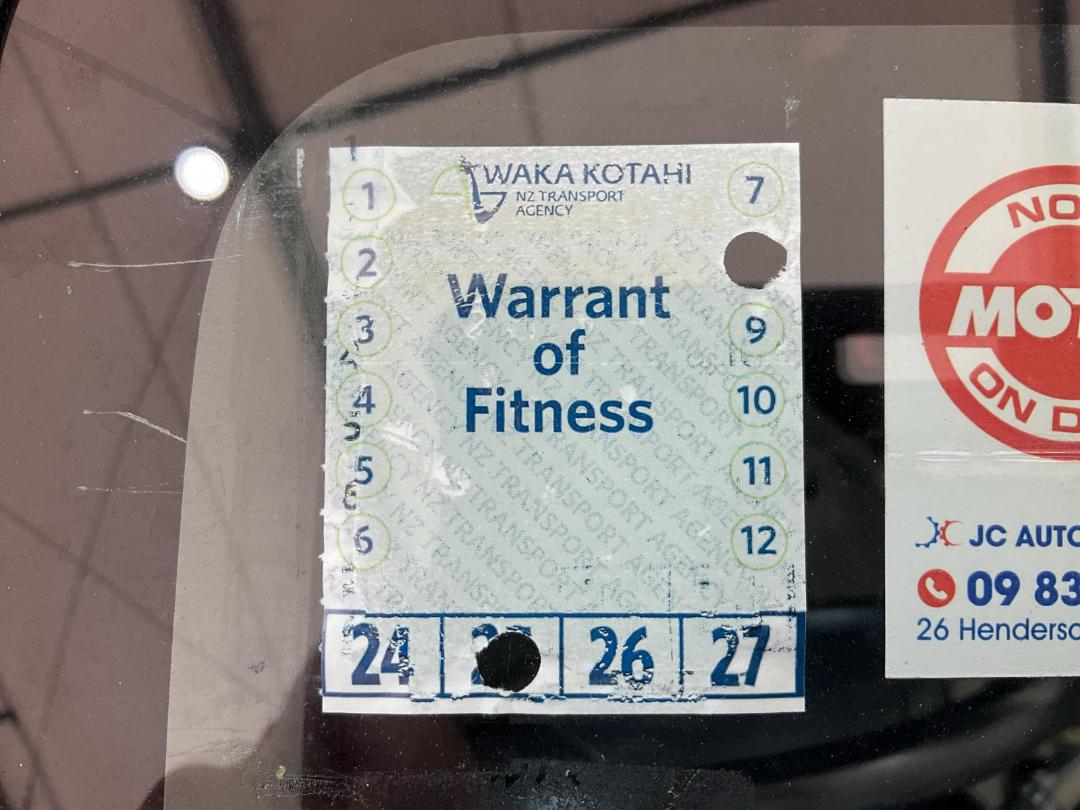 WAKA KOTAHI
NZ TRANSPORT
AGENCY
1
2
3
4
5
6
Warrant
of
Fitness
7
9
10
11
12
24
26
27
NO
MOT
ON D
JC AUTO
09 83
26 Henderso